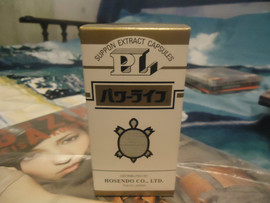 SUPPON EXTRACT CAPSULES
PL
パワーライフ
HOSENDO CO., LTD.